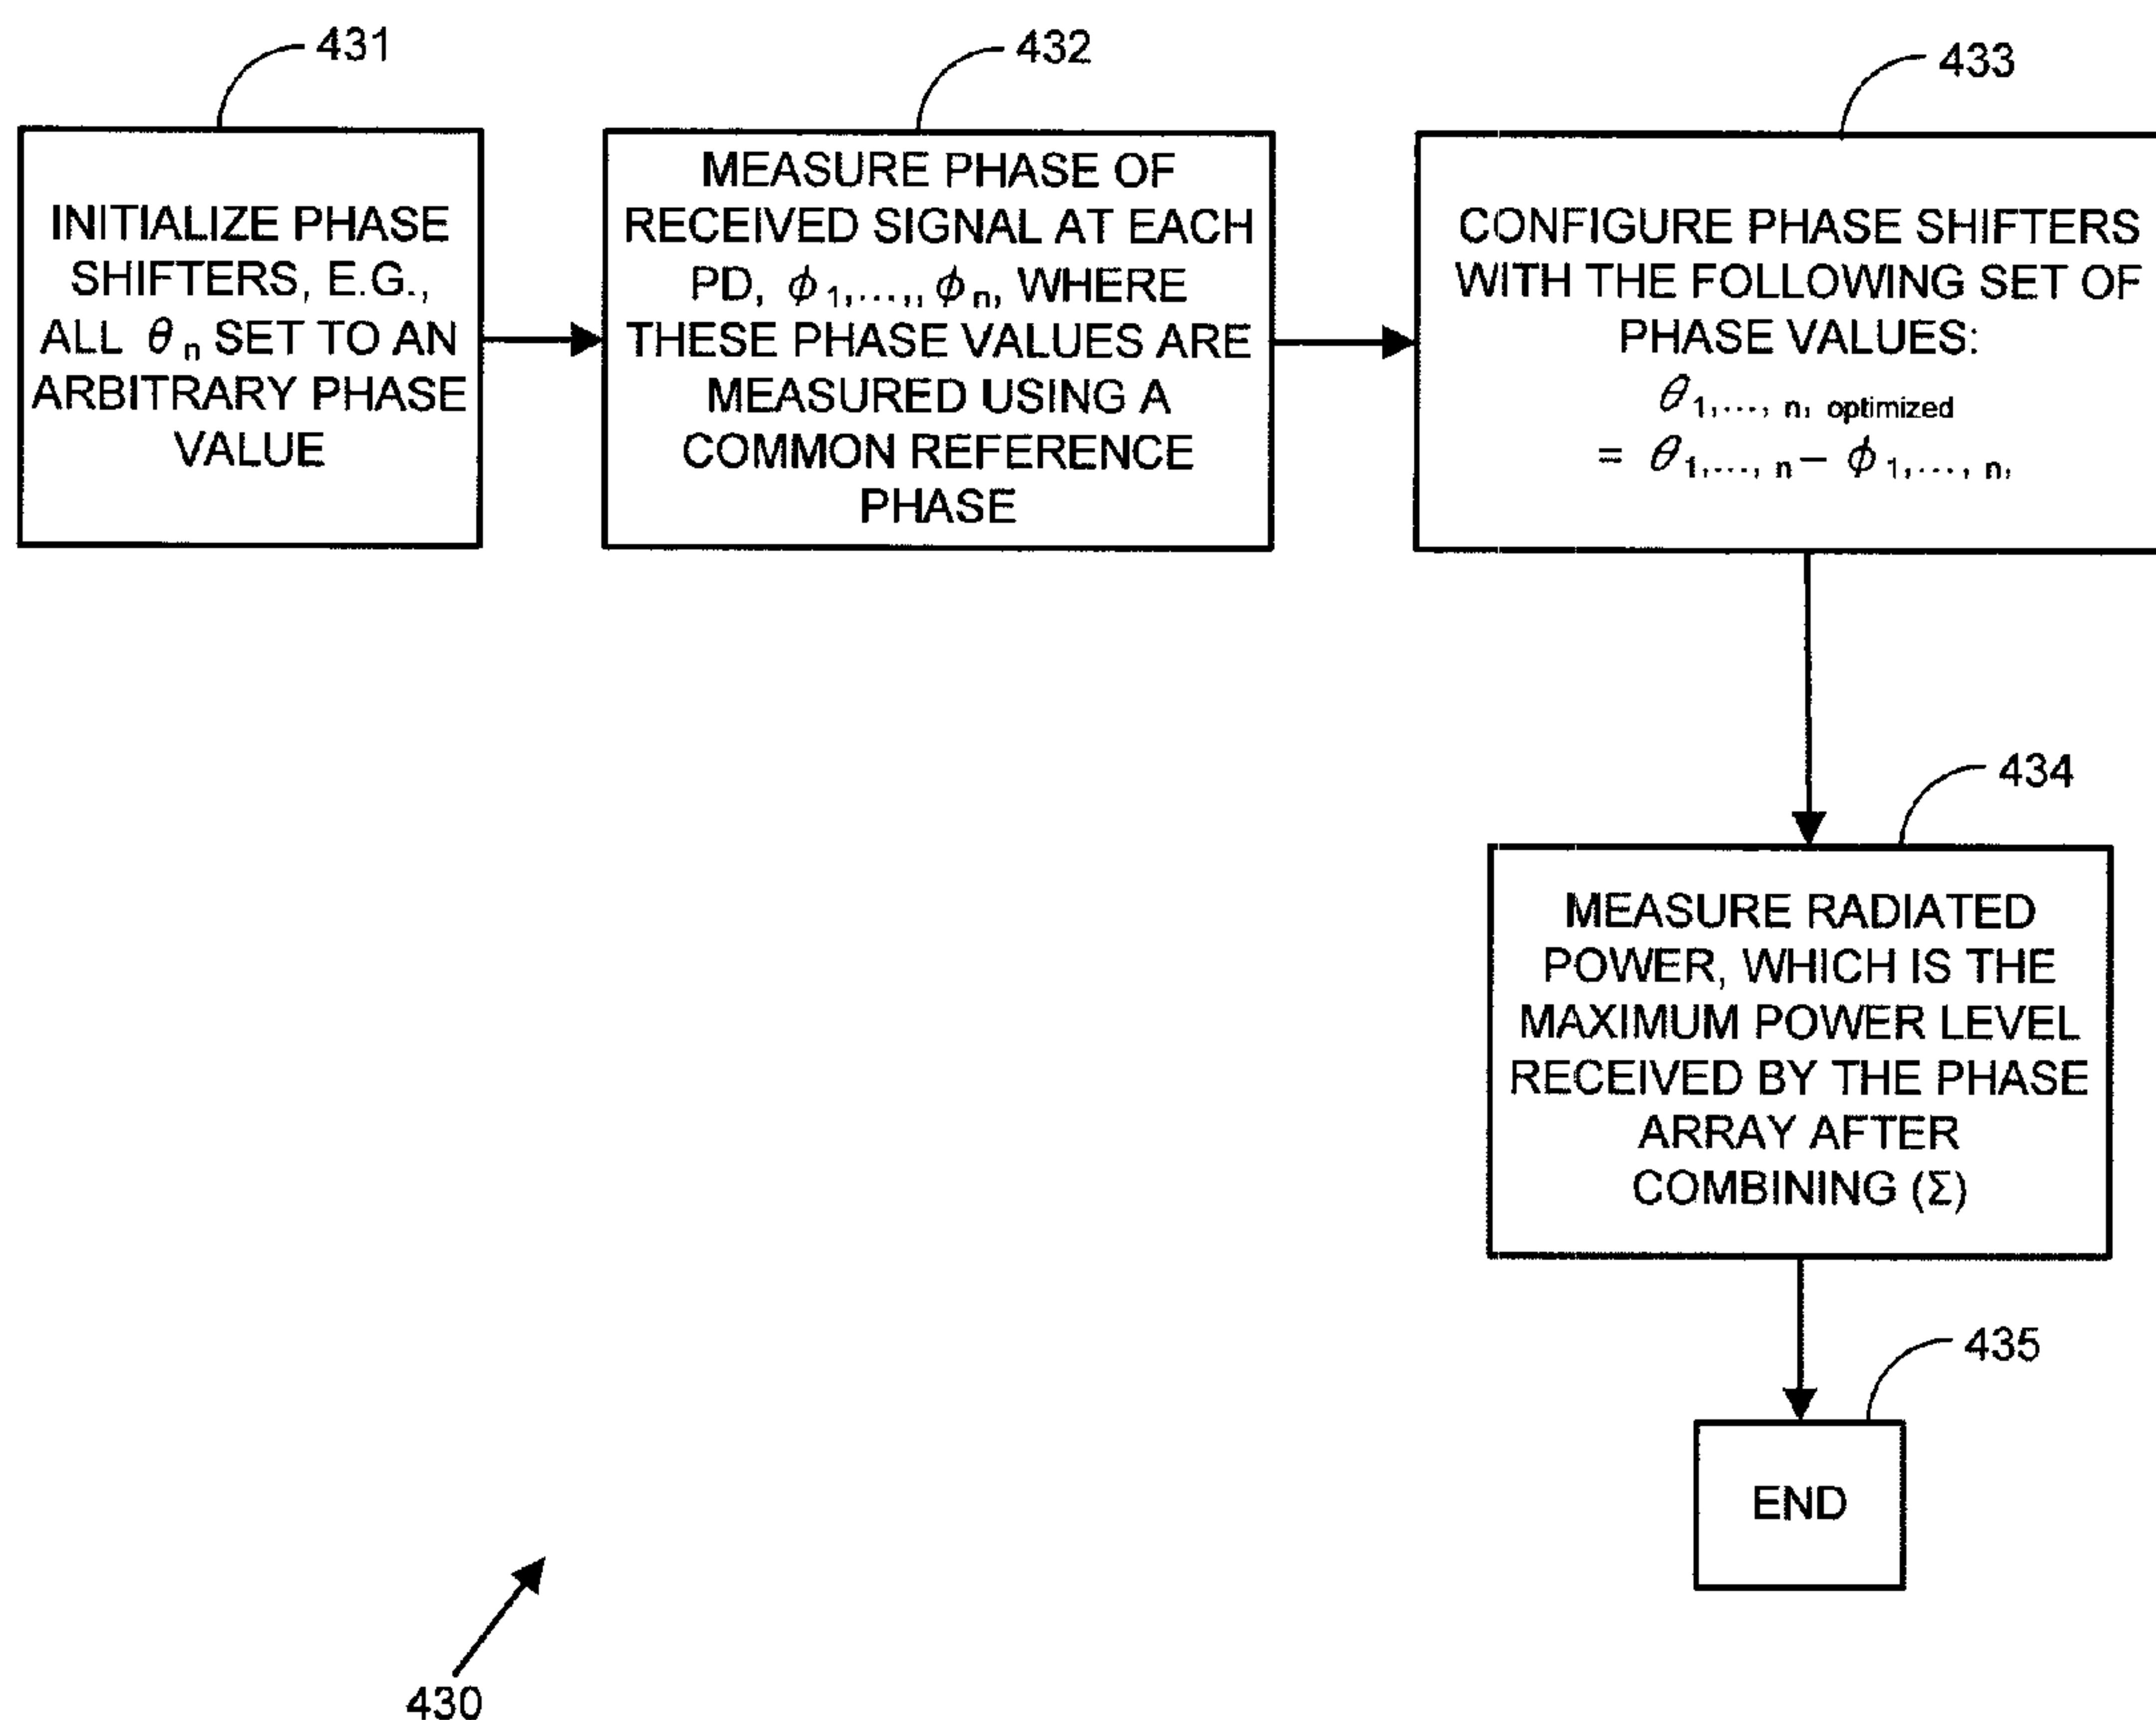 431
INITIALIZE PHASE
SHIFTERS, E.G.,
ALL θn SET TO AN
ARBITRARY PHASE
VALUE
432
MEASURE PHASE OF
RECEIVED SIGNAL AT EACH
PD, ϕ1,...,, ϕn, WHERE
THESE PHASE VALUES ARE
MEASURED USING A
COMMON REFERENCE
PHASE
433
CONFIGURE PHASE SHIFTERS
WITH THE FOLLOWING SET OF
PHASE VALUES:
θ1,..., n, optimized
= θ1,..., n − ϕ1,..., n,
434
MEASURE RADIATED
POWER, WHICH IS THE
MAXIMUM POWER LEVEL
RECEIVED BY THE PHASE
ARRAY AFTER
COMBINING (Σ)
435
END
430